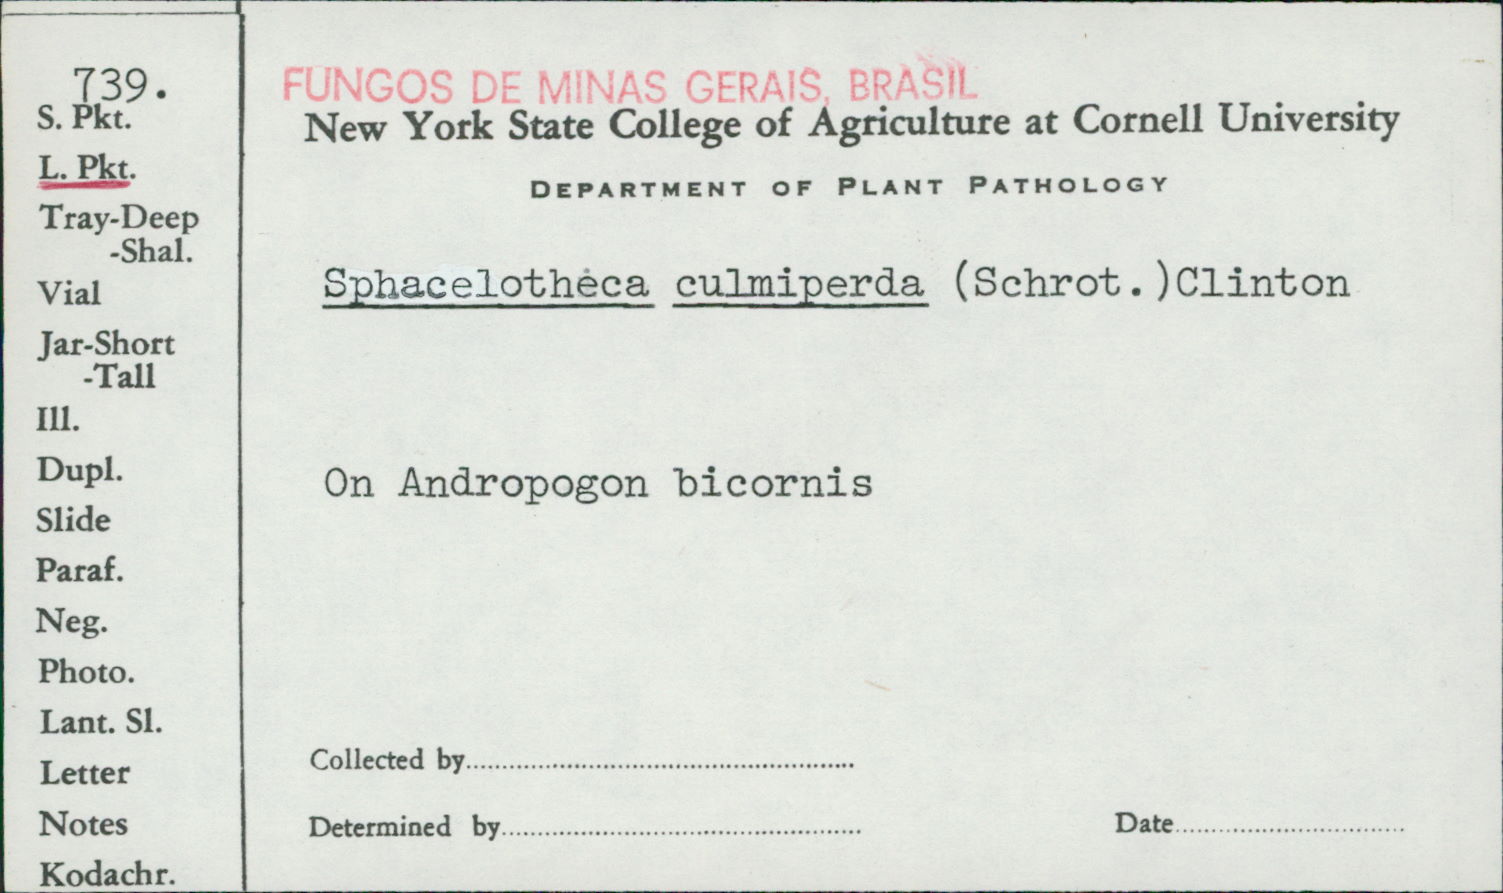 739.
S. Pkt.
L. Pkt.
Tray-Deep
-Shal.
Vial
Jar-Short
-Tall
Ill.
Dupl.
Slide
Paraf.
Neg.
Photo.
Lant. Sl.
Letter
Notes
Kodachr.
FUNGOS DE MINAS GERAIS, BRASIL
New York State College of Agriculture at Cornell University
DEPARTMENT OF PLANT PATHOLOGY
Sphacelotheca culmiperda (Schrot.)Clinton
On Andropogon bicornis
Collected by
Determined by
Date